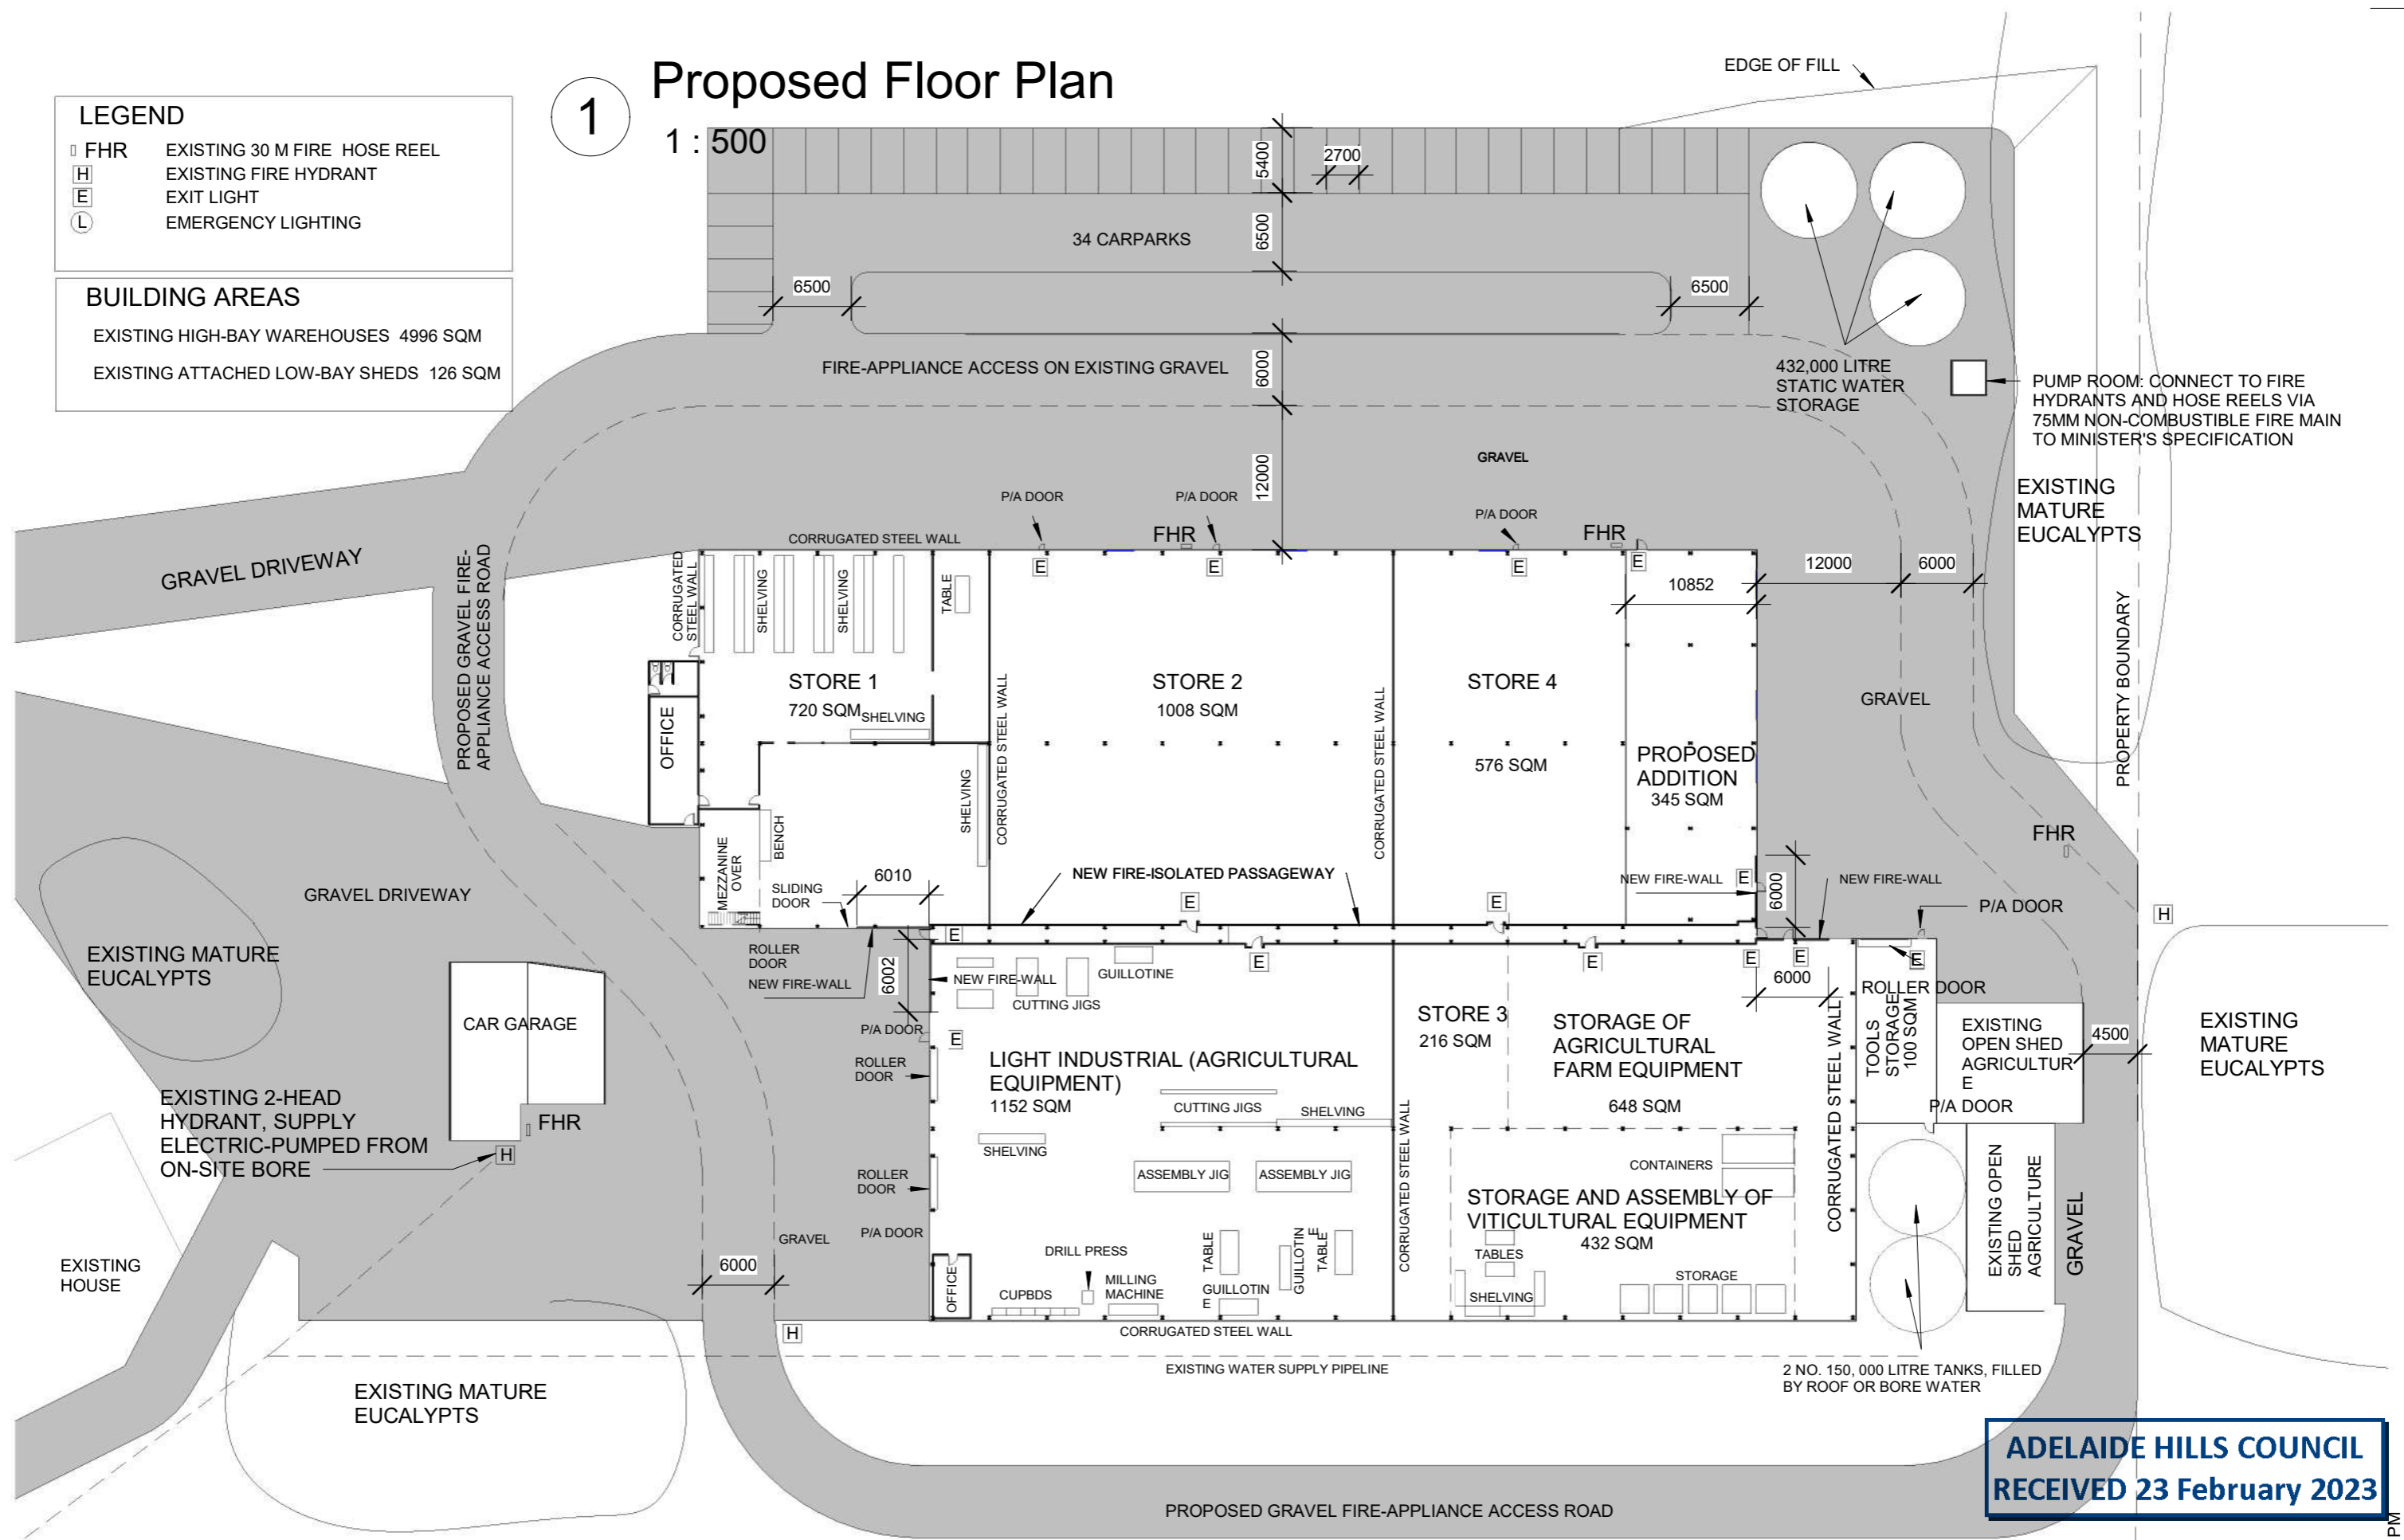 1
Proposed Floor Plan
1 : 500
LEGEND
FHR EXISTING 30 M FIRE HOSE REEL
H EXISTING FIRE HYDRANT
E EXIT LIGHT
L EMERGENCY LIGHTING
BUILDING AREAS
EXISTING HIGH-BAY WAREHOUSES 4996 SQM
EXISTING ATTACHED LOW-BAY SHEDS 126 SQM
EDGE OF FILL
5400
2700
6500
34 CARPARKS
6500
6500
6000
FIRE-APPLIANCE ACCESS ON EXISTING GRAVEL
432,000 LITRE
STATIC WATER
STORAGE
PUMP ROOM: CONNECT TO FIRE
HYDRANTS AND HOSE REELS VIA
75MM NON-COMBUSTIBLE FIRE MAIN
TO MINISTER'S SPECIFICATION
12000
GRAVEL
EXISTING
MATURE
EUCALYPTS
P/A DOOR
P/A DOOR
P/A DOOR
FHR
FHR
CORRUGATED STEEL WALL
GRAVEL DRIVEWAY
PROPOSED GRAVEL FIRE-
APPLIANCE ACCESS ROAD
CORRUGATED
STEEL WALL
SHELVING
SHELVING
TABLE
E
E
E
E
10852
12000
6000
PROPERTY BOUNDARY
STORE 1
720 SQM
SHELVING
STORE 2
1008 SQM
STORE 4
576 SQM
PROPOSED
ADDITION
345 SQM
GRAVEL
OFFICE
CORRUGATED STEEL WALL
CORRUGATED STEEL WALL
SHELVING
BENCH
MEZZANINE
OVER
SLIDING
DOOR
6010
NEW FIRE-ISOLATED PASSAGEWAY
E
E
NEW FIRE-WALL
E
6000
NEW FIRE-WALL
FHR
P/A DOOR
H
GRAVEL DRIVEWAY
EXISTING MATURE
EUCALYPTS
ROLLER
DOOR
NEW FIRE-WALL
6002
E
NEW FIRE-WALL
GUILLOTINE
CUTTING JIGS
E
E
E
E
E
6000
ROLLER DOOR
CAR GARAGE
P/A DOOR
E
ROLLER
DOOR
LIGHT INDUSTRIAL (AGRICULTURAL
EQUIPMENT)
1152 SQM
STORE 3
216 SQM
STORAGE OF
AGRICULTURAL
FARM EQUIPMENT
648 SQM
CORRUGATED STEEL WALL
TOOLS
STORAGE
100 SQM
EXISTING
OPEN SHED
AGRICULTUR
E
4500
EXISTING
MATURE
EUCALYPTS
P/A DOOR
EXISTING 2-HEAD
HYDRANT, SUPPLY
ELECTRIC-PUMPED FROM
ON-SITE BORE
FHR
H
CUTTING JIGS
SHELVING
SHELVING
CORRUGATED STEEL WALL
ASSEMBLY JIG
ASSEMBLY JIG
CONTAINERS
ROLLER
DOOR
STORAGE AND ASSEMBLY OF
VITICULTURAL EQUIPMENT
432 SQM
EXISTING OPEN
SHED
AGRICULTURE
GRAVEL
GRAVEL
P/A DOOR
EXISTING
HOUSE
6000
OFFICE
DRILL PRESS
CUPBDS
MILLING
MACHINE
TABLE
GUILLOTIN
E
GUILLOTIN
E
TABLE
TABLES
SHELVING
STORAGE
H
CORRUGATED STEEL WALL
EXISTING WATER SUPPLY PIPELINE
2 NO. 150, 000 LITRE TANKS, FILLED
BY ROOF OR BORE WATER
EXISTING MATURE
EUCALYPTS
PROPOSED GRAVEL FIRE-APPLIANCE ACCESS ROAD
ADELAIDE HILLS COUNCIL
RECEIVED 23 February 2023
PM